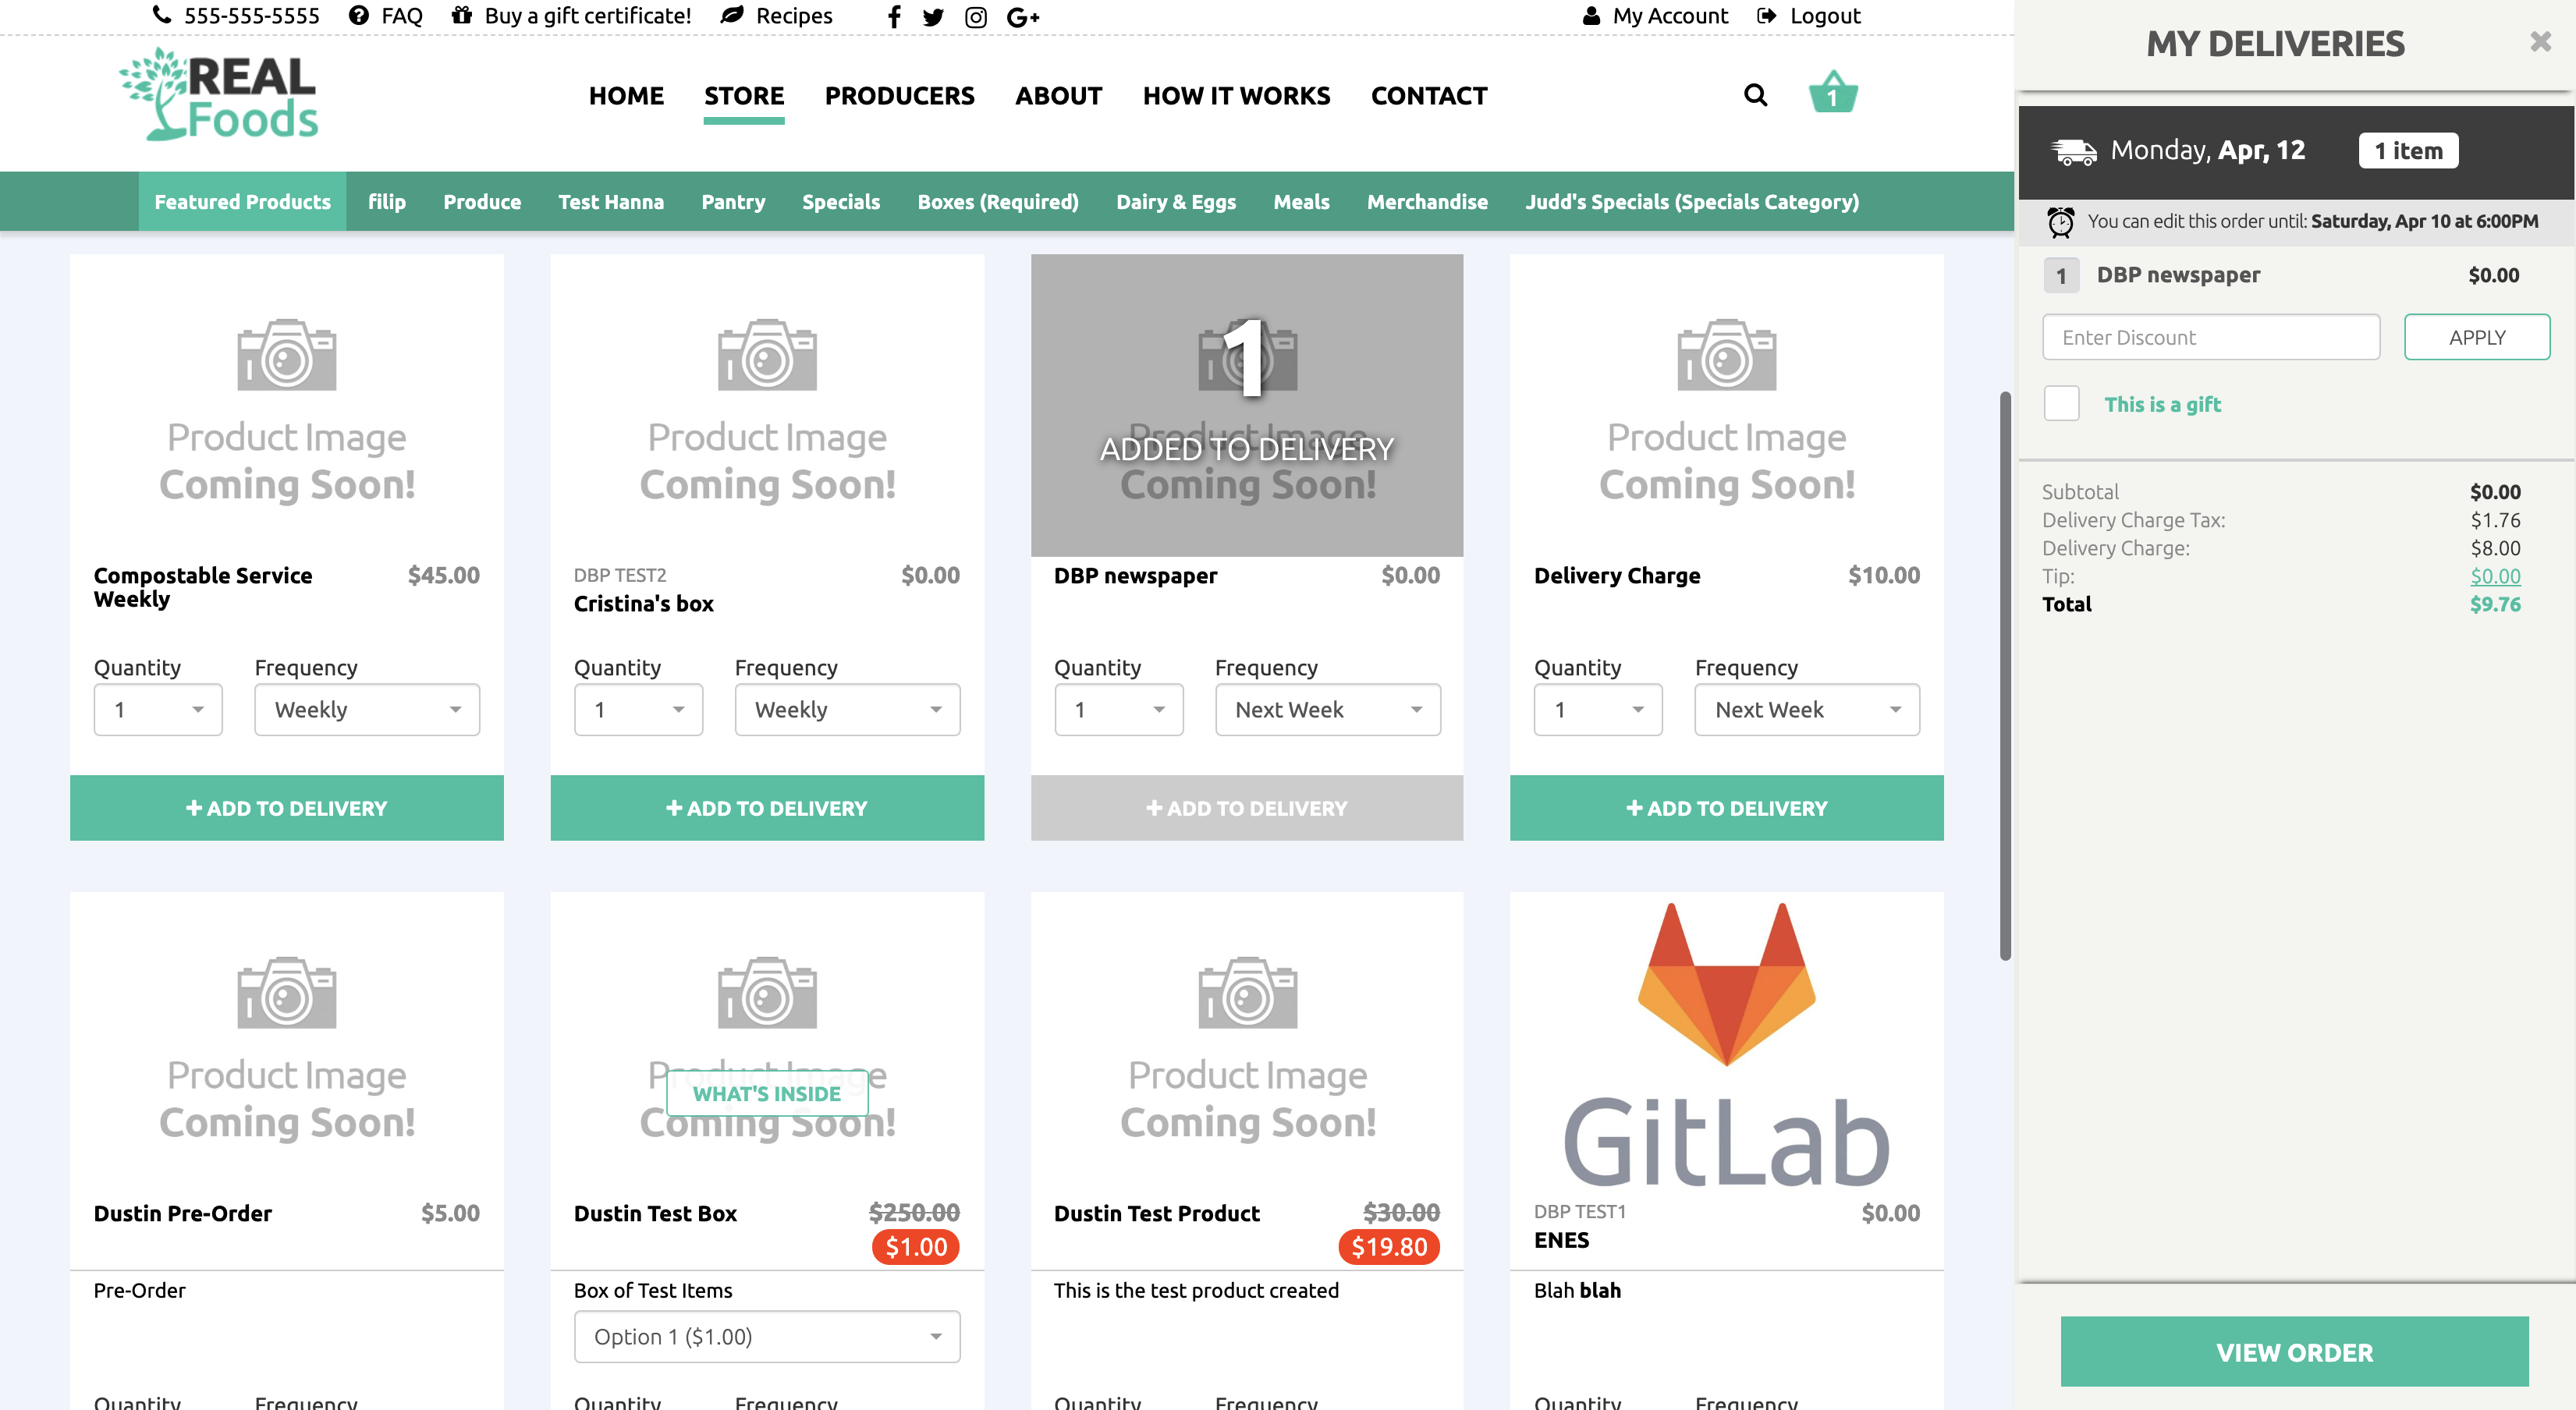 555-555-5555 FAQ Buy a gift certificate! Recipes G+ My Account Logout
REAL
Foods
HOME STORE PRODUCERS ABOUT HOW IT WORKS CONTACT 1
Featured Products filip Produce Test Hanna Pantry Specials Boxes (Required) Dairy & Eggs Meals Merchandise Judd's Specials (Specials Category)
Product Image
Coming Soon!
Compostable Service
Weekly
$45.00
Quantity Frequency
1 Weekly
+ ADD TO DELIVERY
Product Image
Coming Soon!
DBP TEST2
Cristina's box
$0.00
Quantity Frequency
1 Weekly
+ ADD TO DELIVERY
1
Product Image
ADDED TO DELIVERY
Coming Soon!
DBP newspaper $0.00
Quantity Frequency
1 Next Week
+ ADD TO DELIVERY
Product Image
Coming Soon!
Delivery Charge $10.00
Quantity Frequency
1 Next Week
+ ADD TO DELIVERY
Product Image
Coming Soon!
Dustin Pre-Order $5.00
Pre-Order
Quantity Frequency
Product Image
WHAT'S INSIDE
Coming Soon!
Dustin Test Box $250.00
$1.00
Box of Test Items
Option 1 ($1.00)
Quantity Frequency
Product Image
Coming Soon!
Dustin Test Product $30.00
$19.80
This is the test product created
Quantity Frequency
GitLab
DBP TEST1
ENES
$0.00
Blah blah
Quantity Frequency
MY DELIVERIES
Monday, Apr, 12 1 item
You can edit this order until: Saturday, Apr 10 at 6:00PM
1 DBP newspaper $0.00
Enter Discount APPLY
This is a gift
Subtotal $0.00
Delivery Charge Tax: $1.76
Delivery Charge: $8.00
Tip: $0.00
Total $9.76
VIEW ORDER